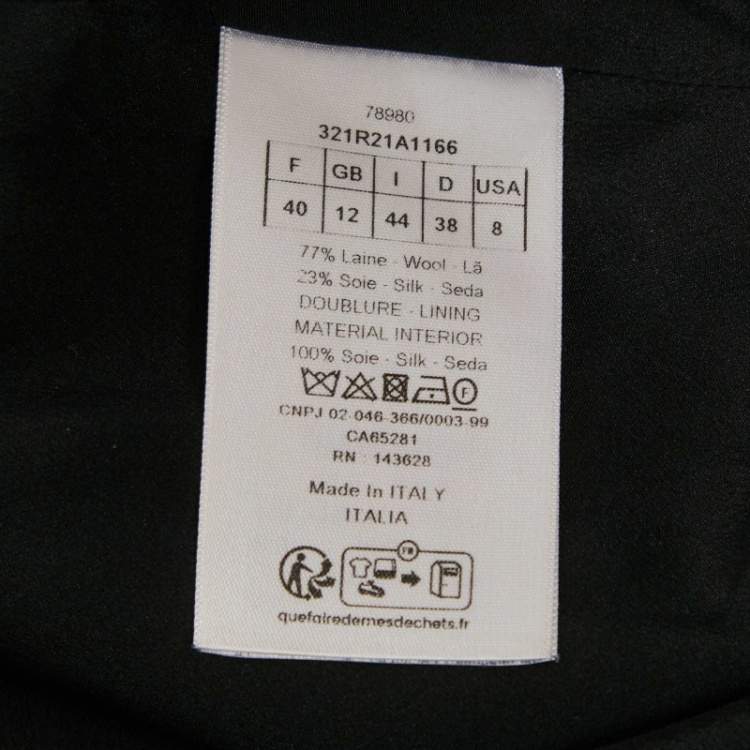 78980
321R21A1166
F GB I D USA
40 12 44 38 8
77% Laine - Wool - Lã
23% Soie - Silk - Seda
DOUBLURE - LINING
MATERIAL INTERIOR
100% Soie - Silk - Seda
F
CNPJ 02-046-366/0003-99
CA65281
RN : 143628
Made In ITALY
ITALIA
FR
quefairedemesdechets.fr